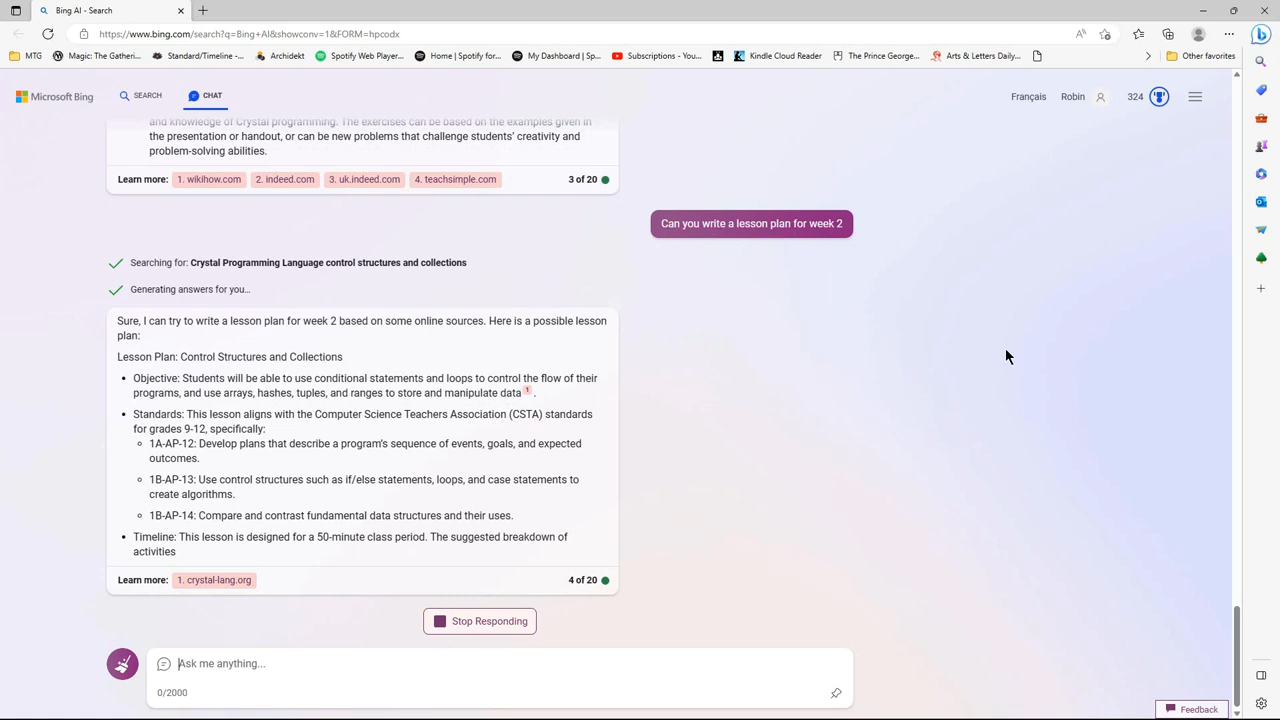 Bing AI - Search
https://www.bing.com/search?q=Bing+AI&showconv=1&FORM=hpcodx
MTG
Magic: The Gatheri...
Standard/Timeline -...
Archidekt
Spotify Web Player...
Home | Spotify for...
My Dashboard | Sp...
Subscriptions - You...
Kindle Cloud Reader
The Prince George...
Arts & Letters Daily...
Other favorites
Microsoft Bing
SEARCH
CHAT
Français
Robin
324
and knowledge of Crystal programming. The exercises can be based on the examples given in
the presentation or handout, or can be new problems that challenge students' creativity and
problem-solving abilities.
Learn more: 1. wikihow.com 2. indeed.com 3. uk.indeed.com 4. teachsimple.com 3 of 20
Can you write a lesson plan for week 2
Searching for: Crystal Programming Language control structures and collections
Generating answers for you...
Sure, I can try to write a lesson plan for week 2 based on some online sources. Here is a possible lesson
plan:
Lesson Plan: Control Structures and Collections
• Objective: Students will be able to use conditional statements and loops to control the flow of their
programs, and use arrays, hashes, tuples, and ranges to store and manipulate data 1 .
• Standards: This lesson aligns with the Computer Science Teachers Association (CSTA) standards
for grades 9-12, specifically:
◦ 1A-AP-12: Develop plans that describe a program's sequence of events, goals, and expected
outcomes.
◦ 1B-AP-13: Use control structures such as if/else statements, loops, and case statements to
create algorithms.
◦ 1B-AP-14: Compare and contrast fundamental data structures and their uses.
• Timeline: This lesson is designed for a 50-minute class period. The suggested breakdown of
activities
Learn more: 1. crystal-lang.org 4 of 20
Stop Responding
Ask me anything...
0/2000
Feedback